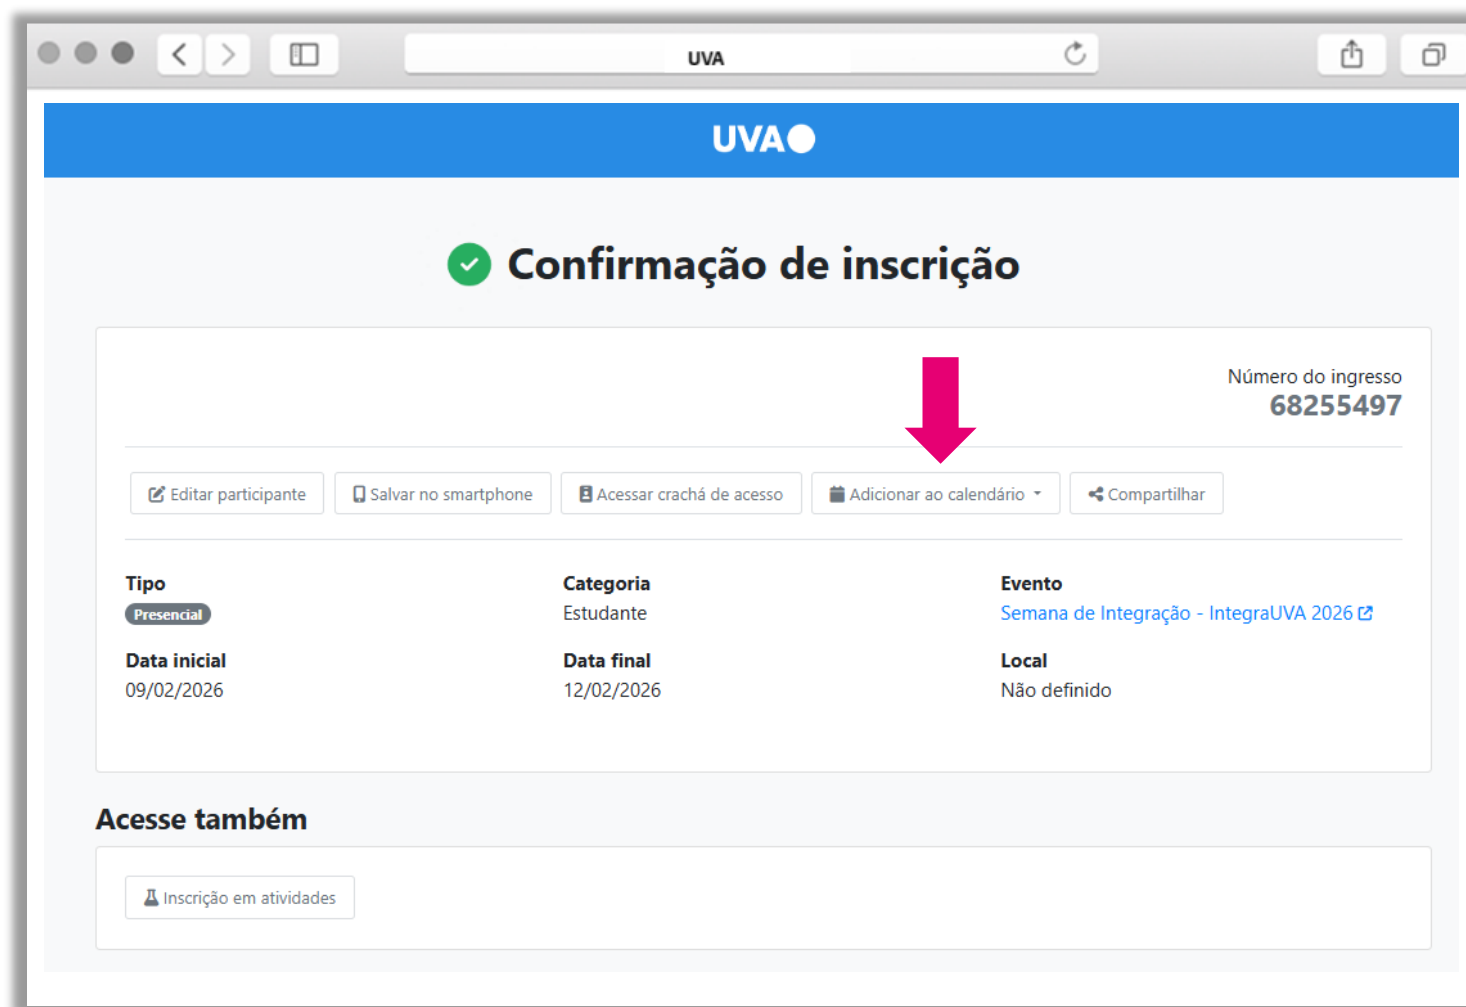 UVA
UVA
Confirmação de inscrição
Número do ingresso
68255497
Editar participante
Salvar no smartphone
Acessar crachá de acesso
Adicionar ao calendário
Compartilhar
Tipo
Categoria
Evento
Presencial
Estudante
Semana de Integração - IntegraUVA 2026
Data inicial
Data final
Local
09/02/2026
12/02/2026
Não definido
Acesse também
Inscrição em atividades